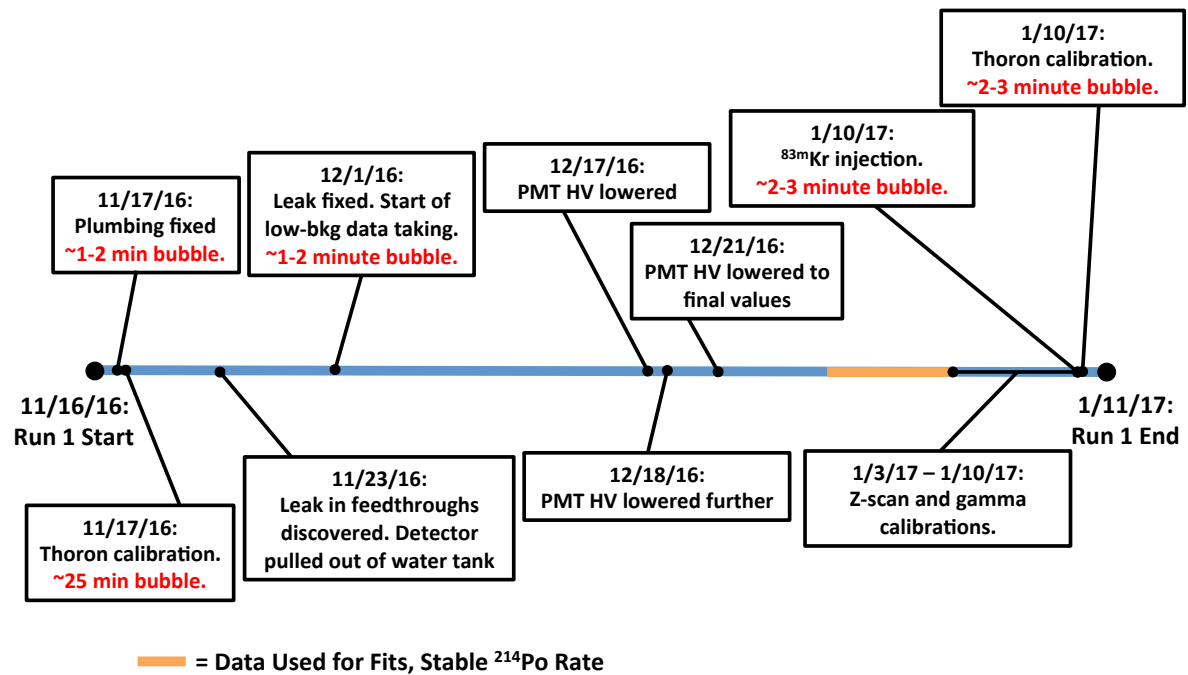 1/10/17:
Thoron calibration.
~2-3 minute bubble.
1/10/17:
⁸³ᵐKr injection.
~2-3 minute bubble.
12/17/16:
PMT HV lowered
12/1/16:
Leak fixed. Start of
low-bkg data taking.
~1-2 minute bubble.
11/17/16:
Plumbing fixed
~1-2 min bubble.
12/21/16:
PMT HV lowered to
final values
11/16/16:
Run 1 Start
1/11/17:
Run 1 End
11/17/16:
Thoron calibration.
~25 min bubble.
11/23/16:
Leak in feedthroughs
discovered. Detector
pulled out of water tank
12/18/16:
PMT HV lowered further
1/3/17 – 1/10/17:
Z-scan and gamma
calibrations.
= Data Used for Fits, Stable ²¹⁴Po Rate